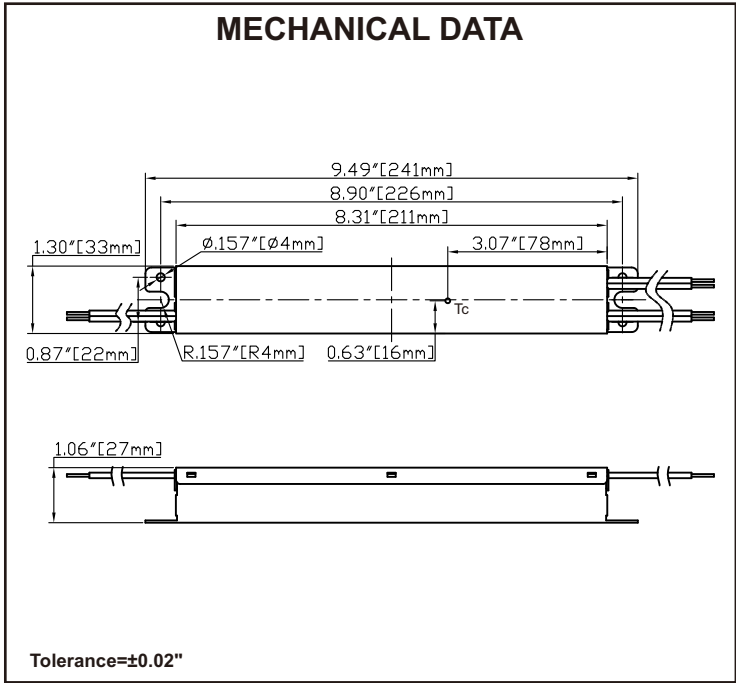 MECHANICAL DATA
9.49″[241mm]
8.90″[226mm]
8.31″[211mm]
1.30″[33mm]
Ø.157″[Ø4mm]
3.07″[78mm]
Tc
0.87″[22mm]
R.157″[R4mm]
0.63″[16mm]
1.06″[27mm]
Tolerance=±0.02"